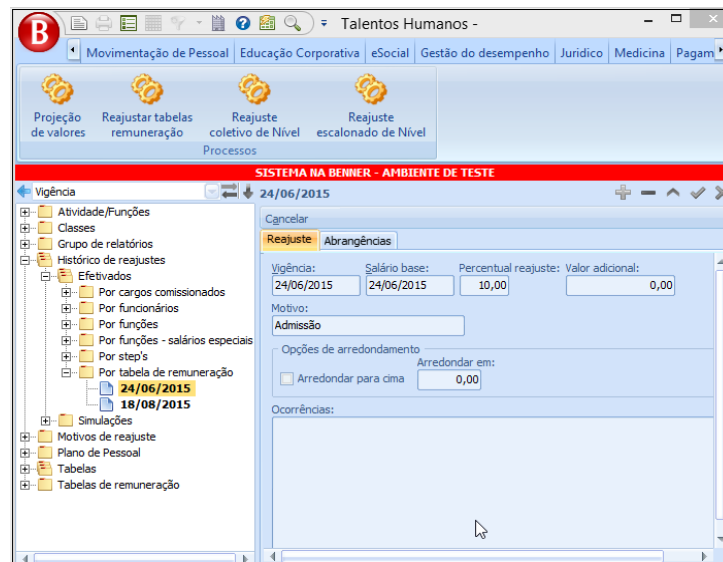 B
Talentos Humanos -
Movimentação de Pessoal Educação Corporativa eSocial Gestão do desempenho Juridico Medicina Pagam
Projeção de valores
Reajustar tabelas remuneração
Reajuste coletivo de Nível
Reajuste escalonado de Nível
Processos
SISTEMA NA BENNER - AMBIENTE DE TESTE
Vigência
24/06/2015
Atividade/Funções
Classes
Grupo de relatórios
Histórico de reajustes
Efetivados
Por cargos comissionados
Por funcionários
Por funções
Por funções - salários especiais
Por step's
Por tabela de remuneração
24/06/2015
18/08/2015
Simulações
Motivos de reajuste
Plano de Pessoal
Tabelas
Tabelas de remuneração
Cancelar
Reajuste Abrangências
Vigência: Salário base: Percentual reajuste: Valor adicional:
24/06/2015 24/06/2015 10,00 0,00
Motivo:
Admissão
Opções de arredondamento
Arredondar em:
Arredondar para cima 0,00
Ocorrências: